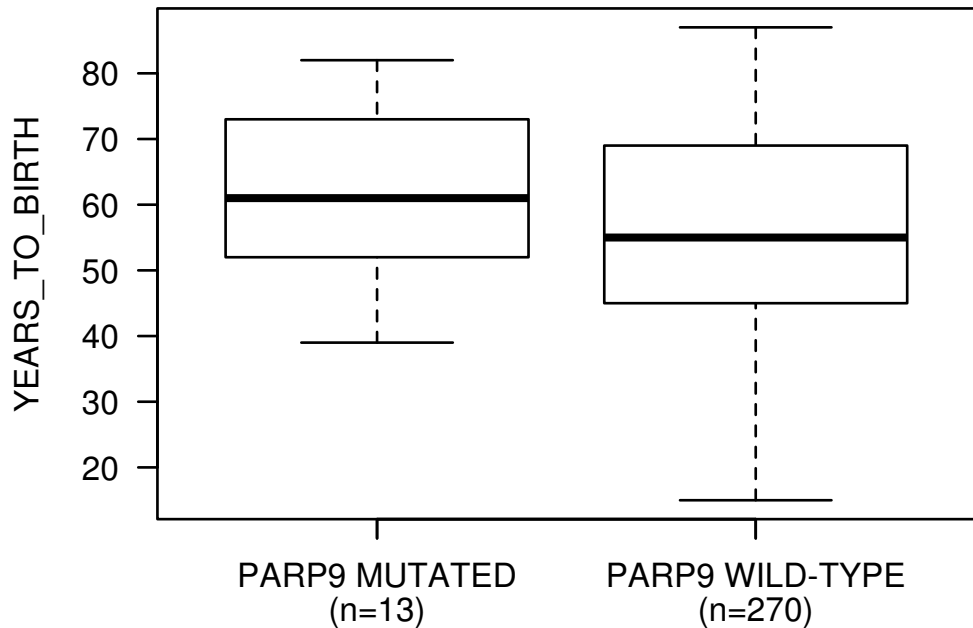 YEARS_TO_BIRTH
80
70
60
50
40
30
20
PARP9 MUTATED
(n=13)
PARP9 WILD-TYPE
(n=270)